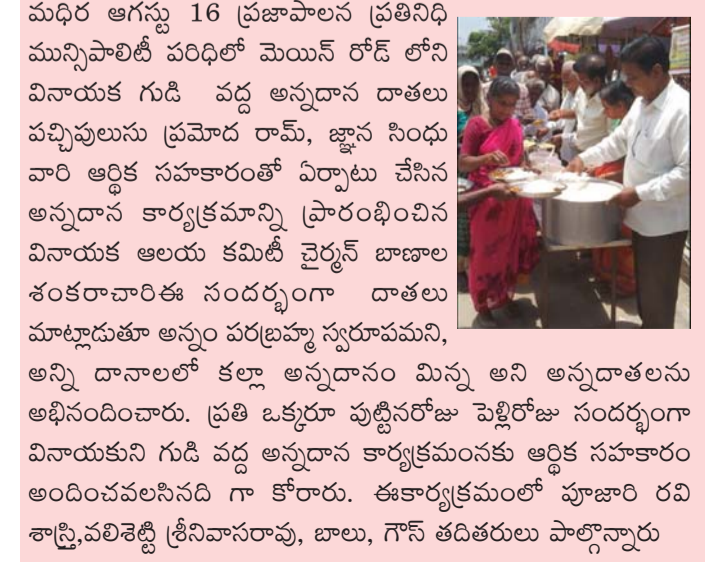 మధిర ఆగస్టు 16 ప్రజాపాలన ప్రతినిధి
మున్సిపాలిటీ పరిధిలో మెయిన్ రోడ్ లోని
వినాయక గుడి వద్ద అన్నదాన దాతలు
పచ్చిపులుసు ప్రమోద రామ్, జ్ఞాన సింధు
వారి ఆర్థిక సహకారంతో ఏర్పాటు చేసిన
అన్నదాన కార్యక్రమాన్ని ప్రారంభించిన
వినాయక ఆలయ కమిటీ చైర్మన్ బాణాల
శంకరాచారిఈ సందర్భంగా దాతలు
మాట్లాడుతూ అన్నం పరబ్రహ్మ స్వరూపమని,
అన్ని దానాలలో కల్లా అన్నదానం మిన్న అని అన్నదాతలను
అభినందించారు. ప్రతి ఒక్కరూ పుట్టినరోజు పెళ్లిరోజు సందర్భంగా
వినాయకుని గుడి వద్ద అన్నదాన కార్యక్రమంనకు ఆర్థిక సహకారం
అందించవలసినది గా కోరారు. ఈకార్యక్రమంలో పూజారి రవి
శాస్త్రి,వలిశెట్టి శ్రీనివాసరావు, బాలు, గౌస్ తదితరులు పాల్గొన్నారు